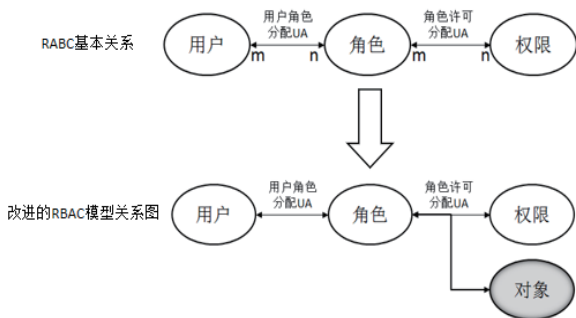 RABC基本关系
用户
用户角色
分配UA
m
n
角色
角色许可
分配UA
m
n
权限
改进的RBAC模型关系图
用户
用户角色
分配UA
角色
角色许可
分配UA
权限
对象